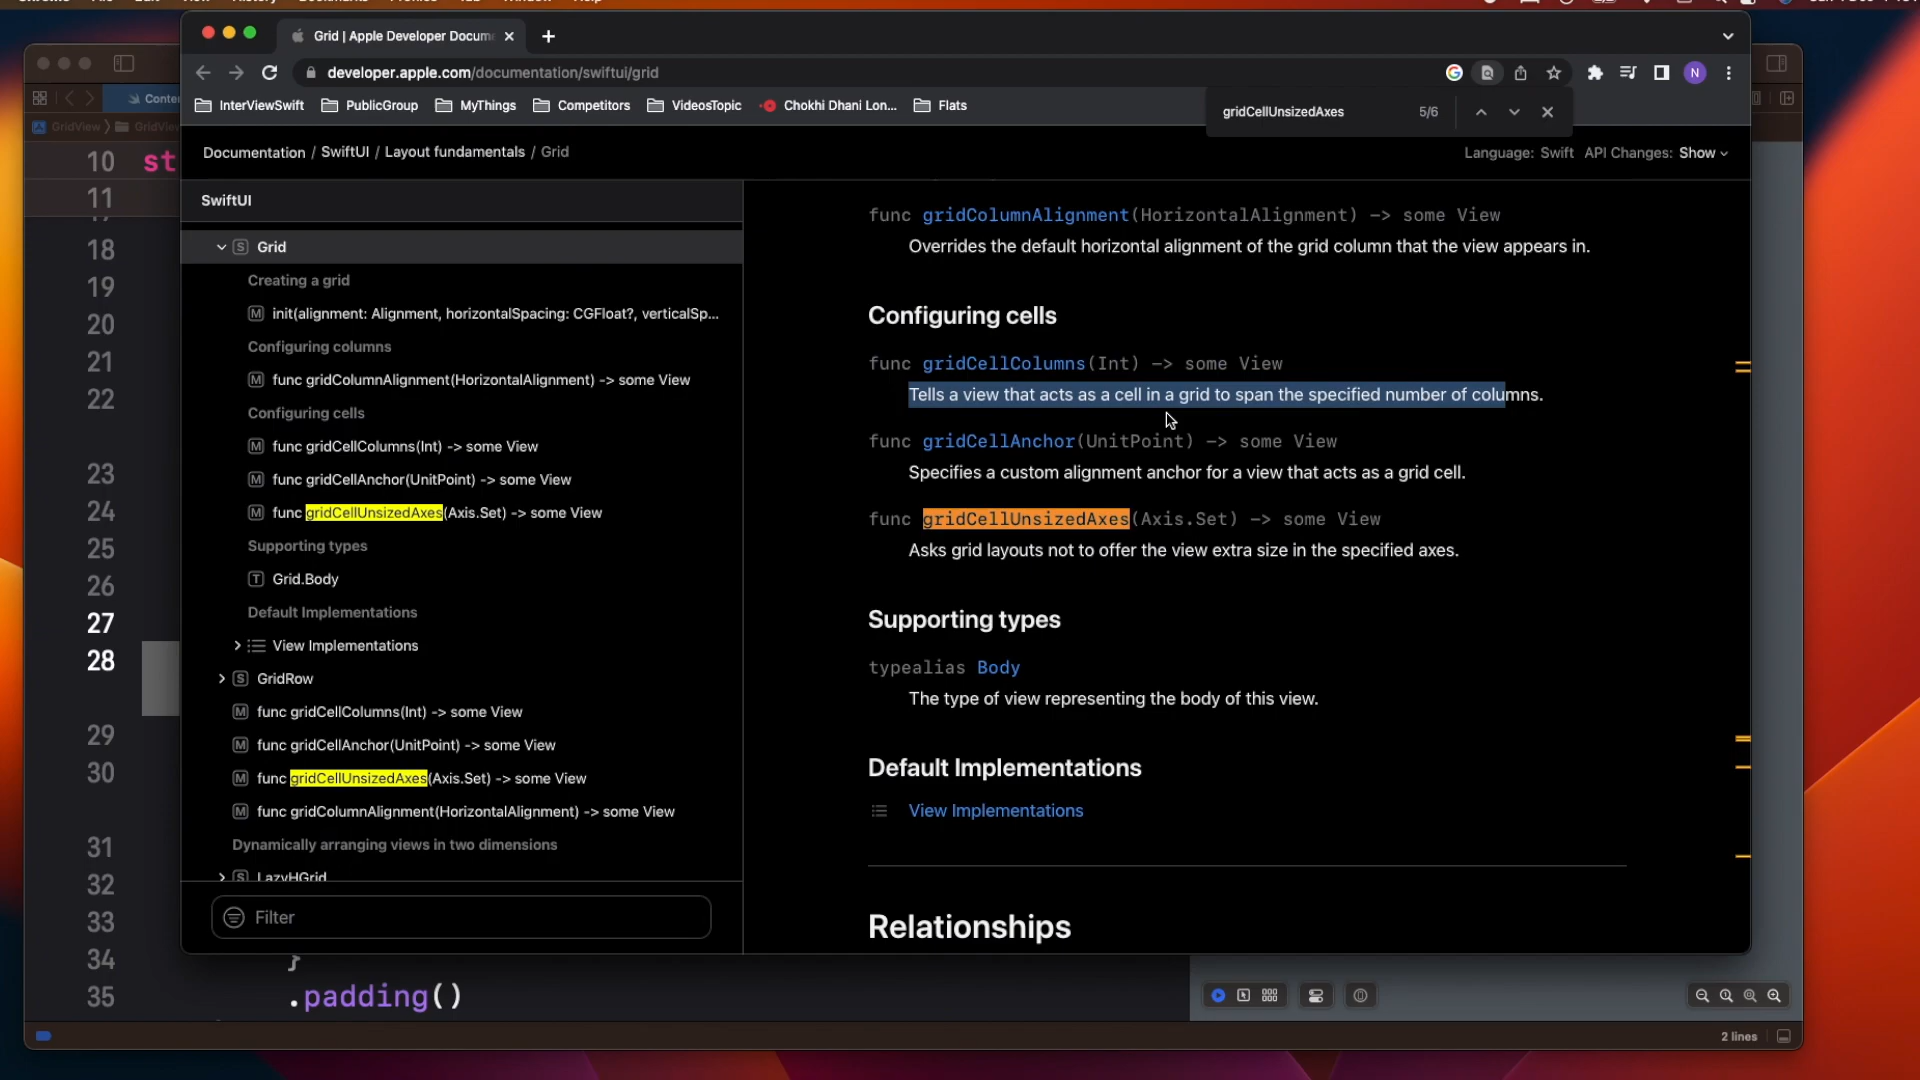 Grid | Apple Developer Docum
developer.apple.com/documentation/swiftui/grid
N
InterViewSwift PublicGroup MyThings Competitors VideosTopic Chokhi Dhani Lon... Flats
gridCellUnsizedAxes 5/6
Conte
GridView
Documentation / SwiftUI / Layout fundamentals / Grid
Language: Swift API Changes: Show
SwiftUI
Grid
Creating a grid
init(alignment: Alignment, horizontalSpacing: CGFloat?, verticalSp...
Configuring columns
func gridColumnAlignment(HorizontalAlignment) -> some View
Configuring cells
func gridCellColumns(Int) -> some View
func gridCellAnchor(UnitPoint) -> some View
func gridCellUnsizedAxes(Axis.Set) -> some View
Supporting types
Grid.Body
Default Implementations
View Implementations
GridRow
func gridCellColumns(Int) -> some View
func gridCellAnchor(UnitPoint) -> some View
func gridCellUnsizedAxes(Axis.Set) -> some View
func gridColumnAlignment(HorizontalAlignment) -> some View
Dynamically arranging views in two dimensions
LazyHGrid
Filter
func gridColumnAlignment(HorizontalAlignment) -> some View
Overrides the default horizontal alignment of the grid column that the view appears in.
Configuring cells
func gridCellColumns(Int) -> some View
Tells a view that acts as a cell in a grid to span the specified number of columns.
func gridCellAnchor(UnitPoint) -> some View
Specifies a custom alignment anchor for a view that acts as a grid cell.
func gridCellUnsizedAxes(Axis.Set) -> some View
Asks grid layouts not to offer the view extra size in the specified axes.
Supporting types
typealias Body
The type of view representing the body of this view.
Default Implementations
View Implementations
Relationships
10 st
11
18
19
20
21
22
23
24
25
26
27
28
29
30
31
32
33
34 }
35 .padding()
2 lines